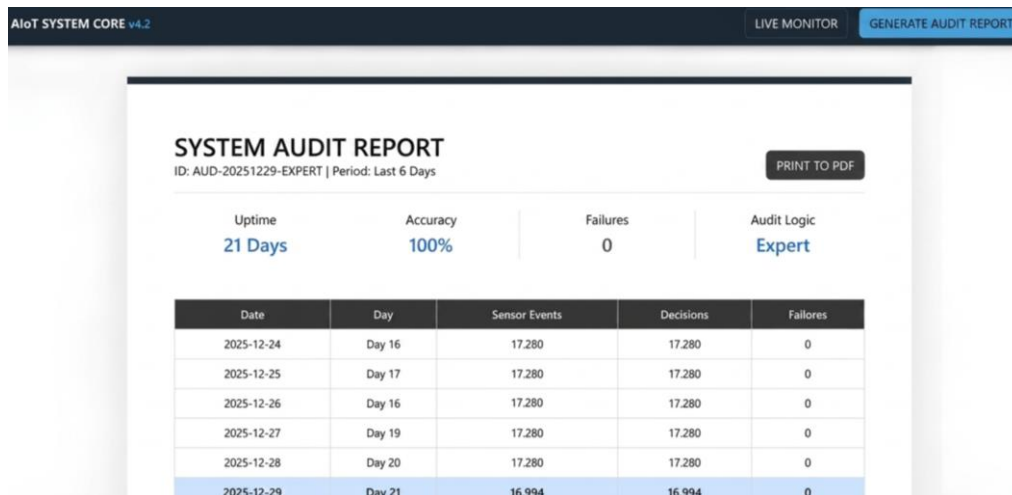 AIoT SYSTEM CORE v4.2 LIVE MONITOR GENERATE AUDIT REPORT
SYSTEM AUDIT REPORT
ID: AUD-20251229-EXPERT | Period: Last 6 Days
PRINT TO PDF
Uptime Accuracy Failures Audit Logic
21 Days 100% 0 Expert
Date Day Sensor Events Decisions Failores
2025-12-24 Day 16 17.280 17.280 0
2025-12-25 Day 17 17.280 17.280 0
2025-12-26 Day 16 17.280 17.280 0
2025-12-27 Day 19 17.280 17.280 0
2025-12-28 Day 20 17.280 17.280 0
2025-12-29 Day 21 16.994 16.994 0